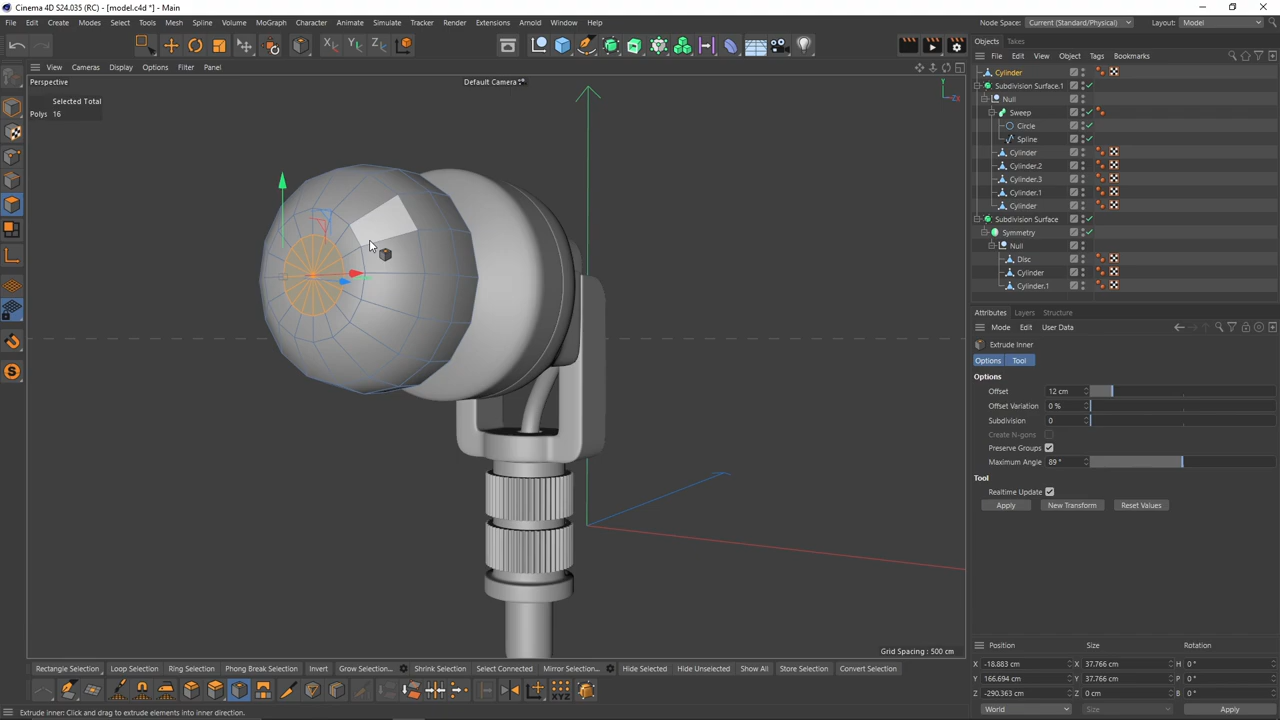 Cinema 4D S24.035 (RC) - [model.c4d *] - Main
File Edit Create Modes Select Tools Mesh Spline Volume MoGraph Character Animate Simulate Tracker Render Extensions Arnold Window Help
Node Space: Current (Standard/Physical) Layout: Model
Objects Takes
File Edit View Object Tags Bookmarks
View Cameras Display Options Filter Panel
Perspective
Default Camera
Selected Total
Polys 16
Y
Grid Spacing : 500 cm
Cylinder
Subdivision Surface.1
Null
Sweep
Circle
Spline
Cylinder
Cylinder.2
Cylinder.3
Cylinder.1
Cylinder
Subdivision Surface
Symmetry
Null
Disc
Cylinder
Cylinder.1
Attributes Layers Structure
Mode Edit User Data
Extrude Inner
Options Tool
Options
Offset 12 cm
Offset Variation 0 %
Subdivision 0
Create N-gons
Preserve Groups
Maximum Angle 89 °
Tool
Realtime Update
Apply New Transform Reset Values
Position Size Rotation
X -18.883 cm X 37.766 cm H 0 °
Y 166.694 cm Y 37.766 cm P 0 °
Z -290.363 cm Z 0 cm B 0 °
World Size Apply
Rectangle Selection Loop Selection Ring Selection Phong Break Selection Invert Grow Selection... Shrink Selection Select Connected Mirror Selection... Hide Selected Hide Unselected Show All Store Selection Convert Selection
XYZ
Extrude Inner: Click and drag to extrude elements into inner direction.